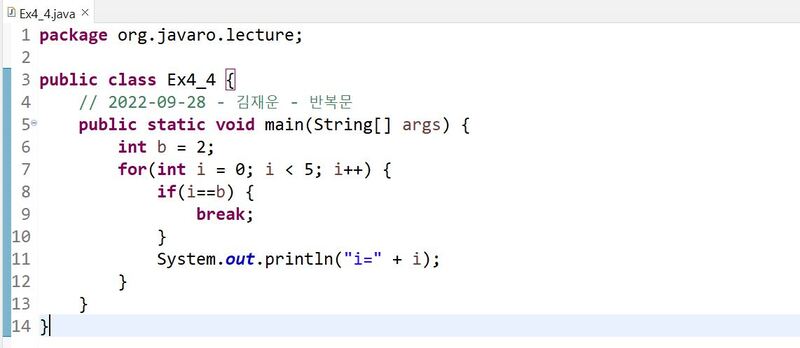 Ex4_4.java
1 package org.javaro.lecture;
2
3 public class Ex4_4 {
4     // 2022-09-28 - 김재운 - 반복문
5     public static void main(String[] args) {
6         int b = 2;
7         for(int i = 0; i < 5; i++) {
8             if(i==b) {
9                 break;
10             }
11             System.out.println("i=" + i);
12         }
13     }
14 }